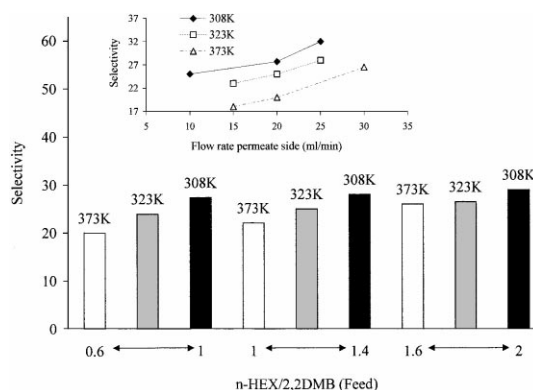 37
33
27
22
17
Selectivity
308K
323K
373K
5 10 15 20 25 30 35
Flow rate permeate side (ml/min)
60
50
40
30
20
10
0
Selectivity
373K 323K 308K 373K 323K 308K 373K 323K 308K
0.6 1 1 1.4 1.6 2
n-HEX/2,2DMB (Feed)